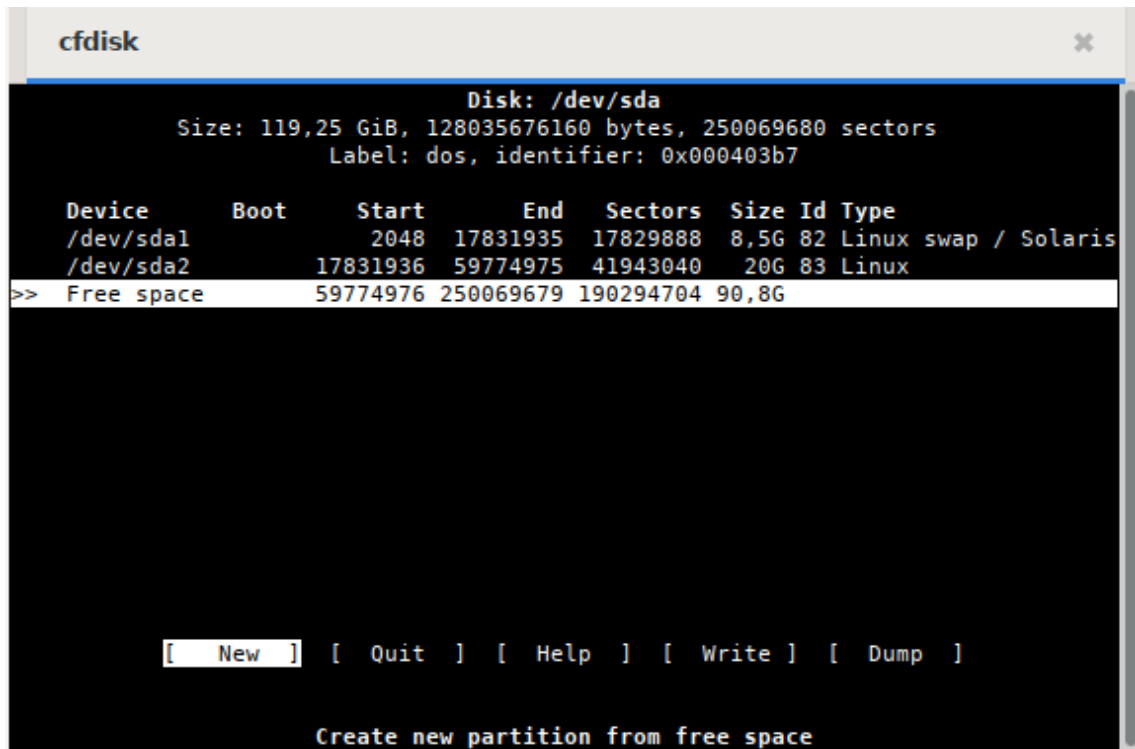 cfdisk ✖
Disk: /dev/sda
Size: 119,25 GiB, 128035676160 bytes, 250069680 sectors
Label: dos, identifier: 0x000403b7
Device Boot Start End Sectors Size Id Type
/dev/sda1 2048 17831935 17829888 8,5G 82 Linux swap / Solaris
/dev/sda2 17831936 59774975 41943040 20G 83 Linux
>> Free space 59774976 250069679 190294704 90,8G
[ New ] [ Quit ] [ Help ] [ Write ] [ Dump ]
Create new partition from free space